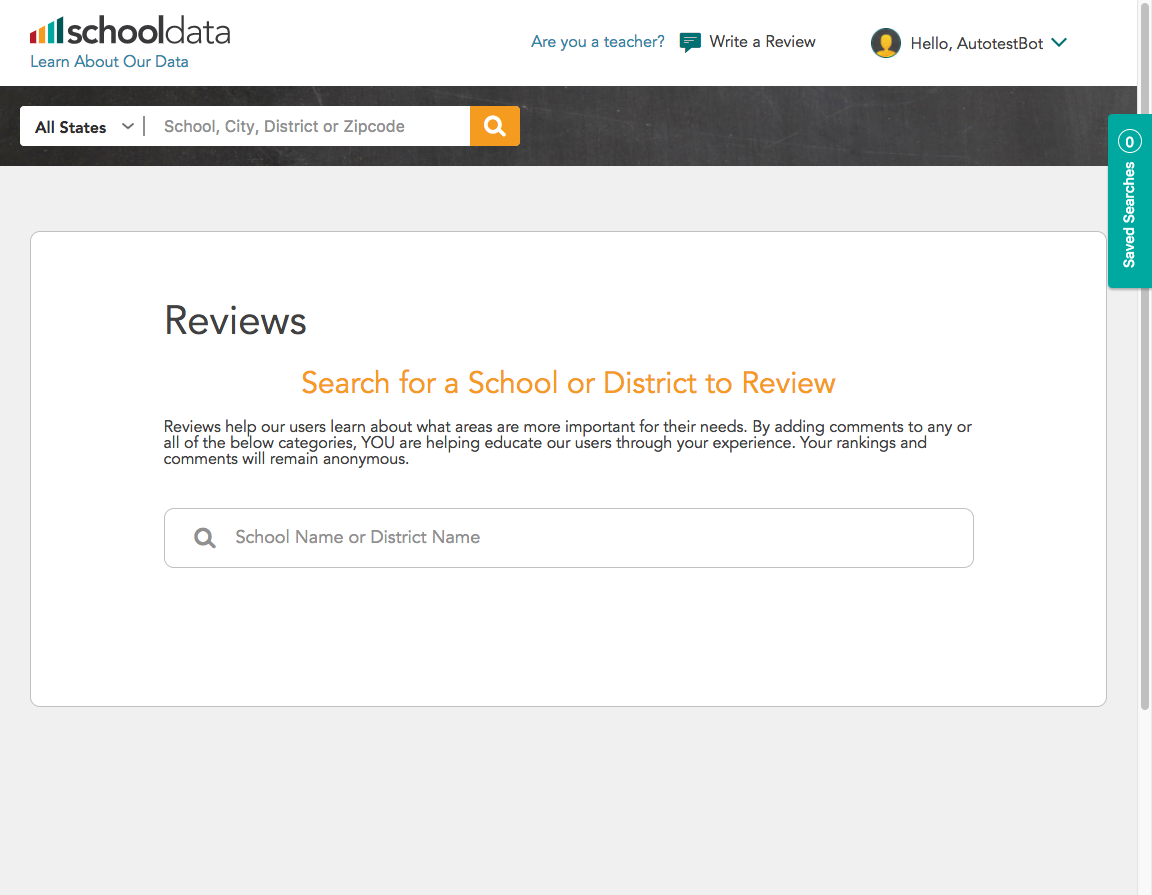 schooldata
Learn About Our Data
Are you a teacher?
Write a Review
Hello, AutotestBot
All States
School, City, District or Zipcode
0
Saved Searches
Reviews
Search for a School or District to Review
Reviews help our users learn about what areas are more important for their needs. By adding comments to any or
all of the below categories, YOU are helping educate our users through your experience. Your rankings and
comments will remain anonymous.
School Name or District Name